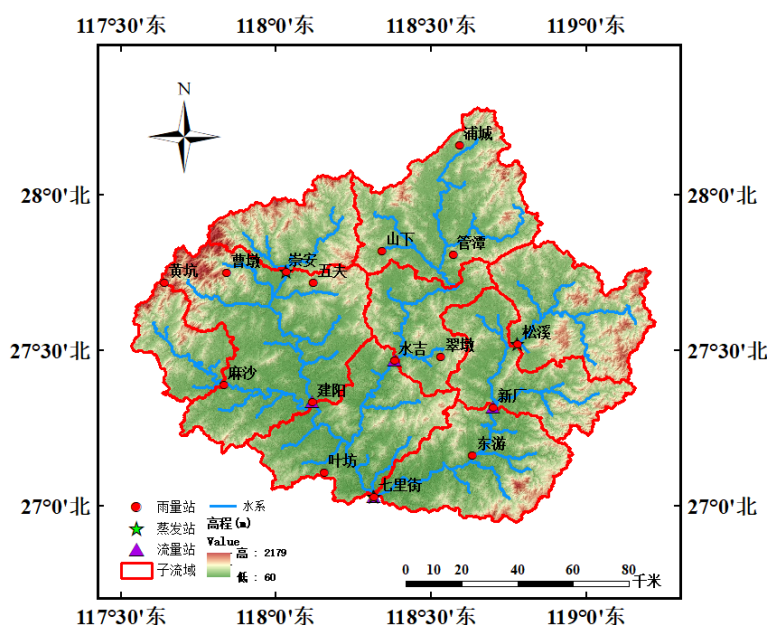 117°30'东 118°0'东 118°30'东 119°0'东
N
浦城
28°0'北 28°0'北
山下 管潭
黄坑 曹墩 崇安 五夫
27°30'北 27°30'北
水吉 翠墩 松溪
麻沙 建阳 新厂
东游
叶坊 七里街
27°0'北 27°0'北
雨量站 水系
蒸发站 高程(m)
流量站 Value
高 : 2179
子流域 低 : 60
0 10 20 40 60 80
千米
117°30'东 118°0'东 118°30'东 119°0'东